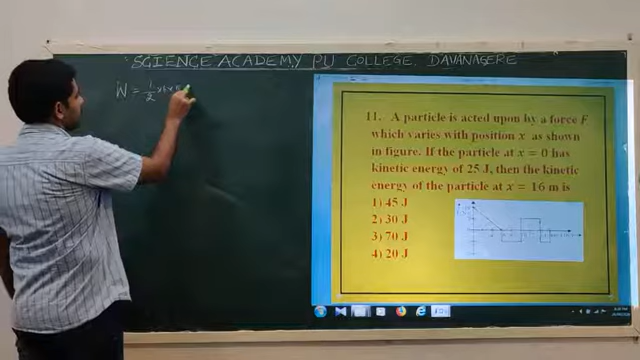 SCIENCE ACADEMY PU COLLEGE. DAVANAGERE
W = 1/2 x
11. A particle is acted upon by a force F
which varies with position x as shown
in figure. If the particle at x = 0 has
kinetic energy of 25 J, then the kinetic
energy of the particle at x = 16 m is
1) 45 J
2) 30 J
3) 70 J
4) 20 J